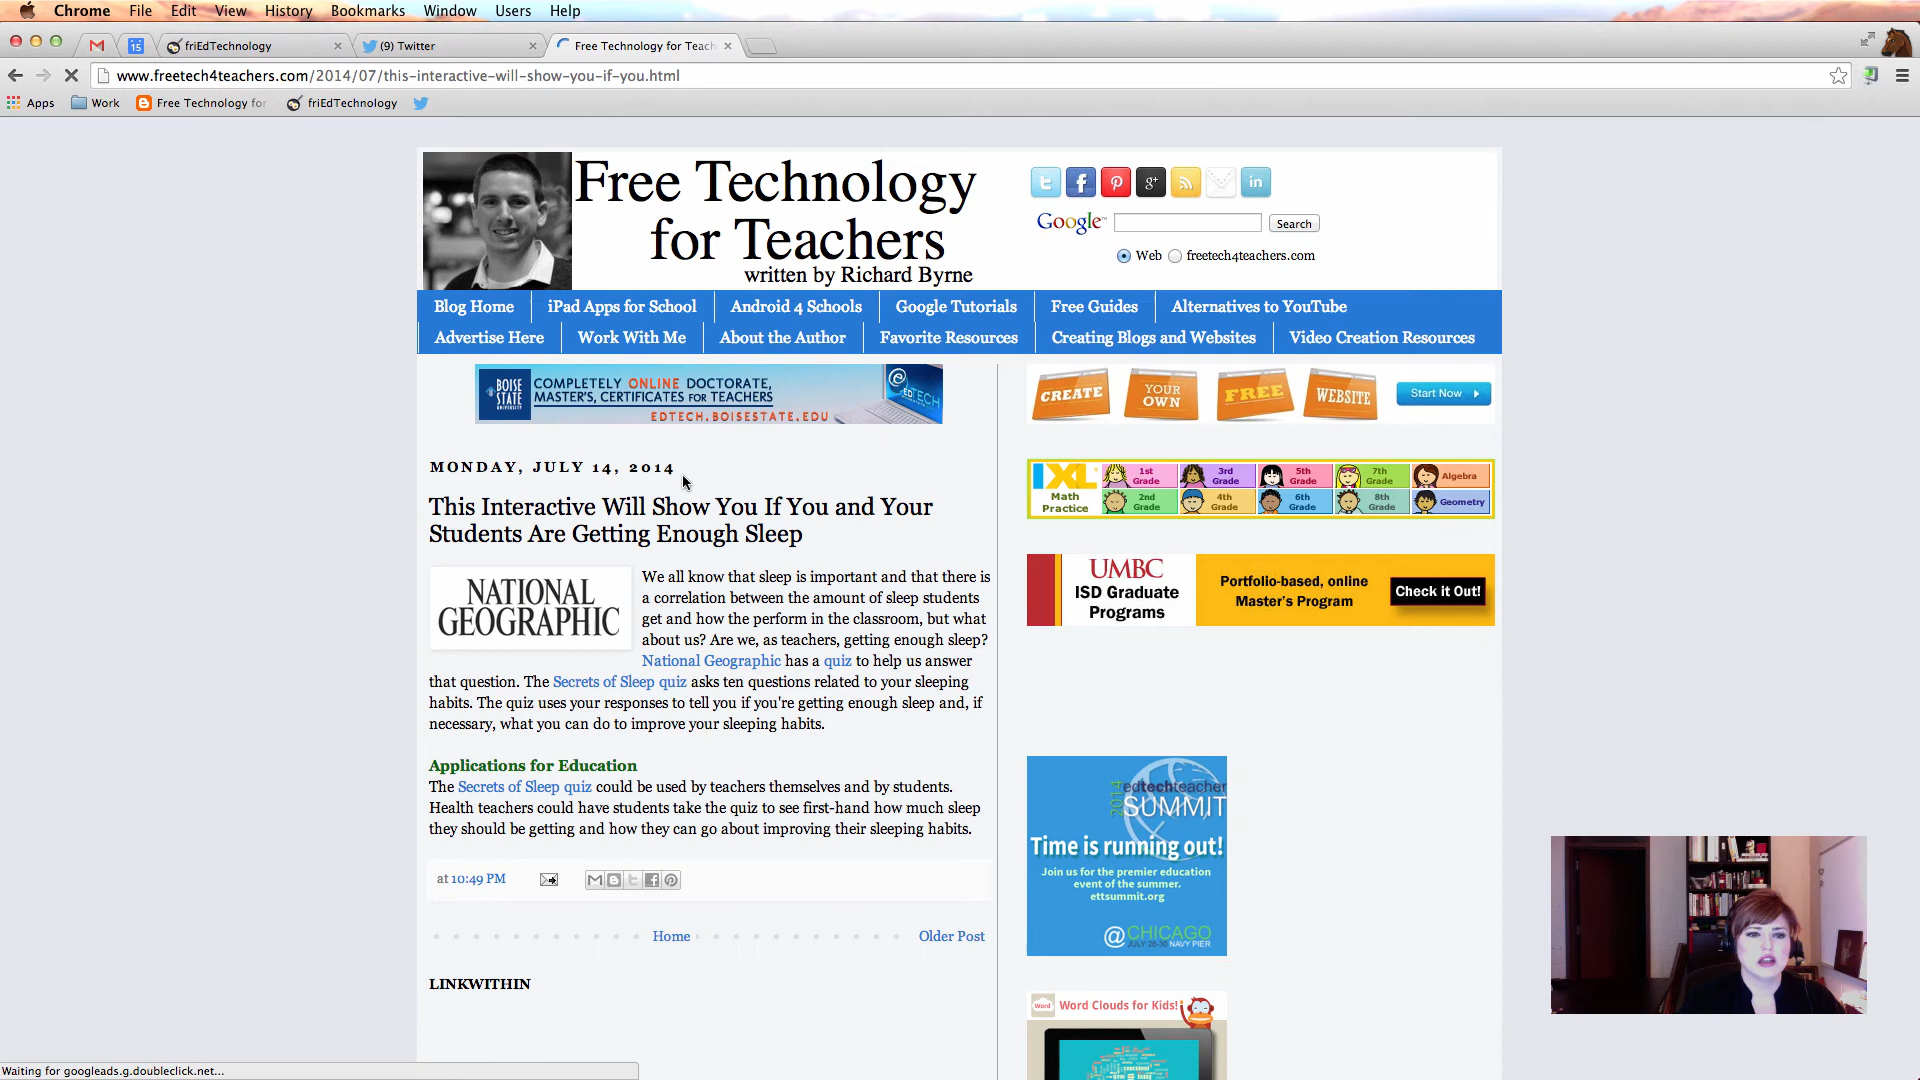 Chrome File Edit View History Bookmarks Window Users Help
15 friEdTechnology × (9) Twitter × Free Technology for Teach ×
www.freetech4teachers.com/2014/07/this-interactive-will-show-you-if-you.html
Apps Work Free Technology for friEdTechnology
Free Technology
for Teachers
written by Richard Byrne
Google Search
Web freetech4teachers.com
Blog Home iPad Apps for School Android 4 Schools Google Tutorials Free Guides Alternatives to YouTube
Advertise Here Work With Me About the Author Favorite Resources Creating Blogs and Websites Video Creation Resources
BOISE
STATE
UNIVERSITY
COMPLETELY ONLINE DOCTORATE,
MASTER'S, CERTIFICATES FOR TEACHERS
EDTECH.BOISESTATE.EDU
EDTECH
CREATE YOUR OWN FREE WEBSITE Start Now
MONDAY, JULY 14, 2014
This Interactive Will Show You If You and Your
Students Are Getting Enough Sleep
NATIONAL
GEOGRAPHIC
We all know that sleep is important and that there is
a correlation between the amount of sleep students
get and how the perform in the classroom, but what
about us? Are we, as teachers, getting enough sleep?
National Geographic has a quiz to help us answer
that question. The Secrets of Sleep quiz asks ten questions related to your sleeping
habits. The quiz uses your responses to tell you if you're getting enough sleep and, if
necessary, what you can do to improve your sleeping habits.
Applications for Education
The Secrets of Sleep quiz could be used by teachers themselves and by students.
Health teachers could have students take the quiz to see first-hand how much sleep
they should be getting and how they can go about improving their sleeping habits.
at 10:49 PM
Home Older Post
LINKWITHIN
IXL
Math
Practice
1st Grade 3rd Grade 5th Grade 7th Grade Algebra
2nd Grade 4th Grade 6th Grade 8th Grade Geometry
UMBC
ISD Graduate
Programs
Portfolio-based, online
Master's Program
Check it Out!
2014
edtechteacher
SUMMIT
Time is running out!
Join us for the premier education
event of the summer.
ettsummit.org
@CHICAGO
JULY 28-30 NAVY PIER
Word Word Clouds for Kids!
Waiting for googleads.g.doubleclick.net...